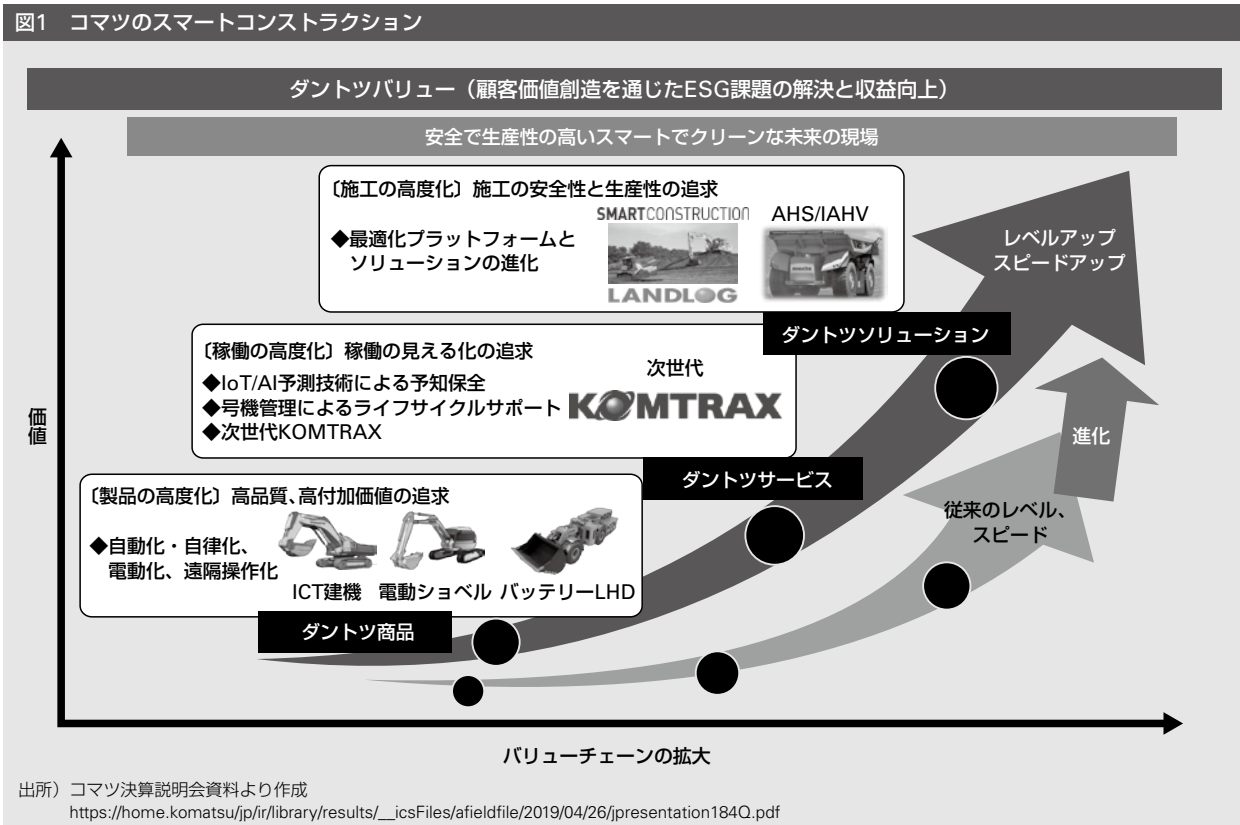 図1　コマツのスマートコンストラクション
ダントツバリュー（顧客価値創造を通じたESG課題の解決と収益向上）
安全で生産性の高いスマートでクリーンな未来の現場
〔施工の高度化〕施工の安全性と生産性の追求
◆最適化プラットフォームと
ソリューションの進化
SMARTCONSTRUCTION
LANDLOG
AHS/IAHV
レベルアップ
スピードアップ
ダントツソリューション
〔稼働の高度化〕稼働の見える化の追求
◆IoT/AI予測技術による予知保全
◆号機管理によるライフサイクルサポート
◆次世代KOMTRAX
次世代
KOMTRAX
ダントツサービス
進化
従来のレベル、
スピード
〔製品の高度化〕高品質、高付加価値の追求
◆自動化・自律化、
電動化、遠隔操作化
ICT建機
電動ショベル
バッテリーLHD
ダントツ商品
価値
バリューチェーンの拡大
出所）コマツ決算説明会資料より作成
https://home.komatsu/jp/ir/library/results/__icsFiles/afieldfile/2019/04/26/jpresentation184Q.pdf